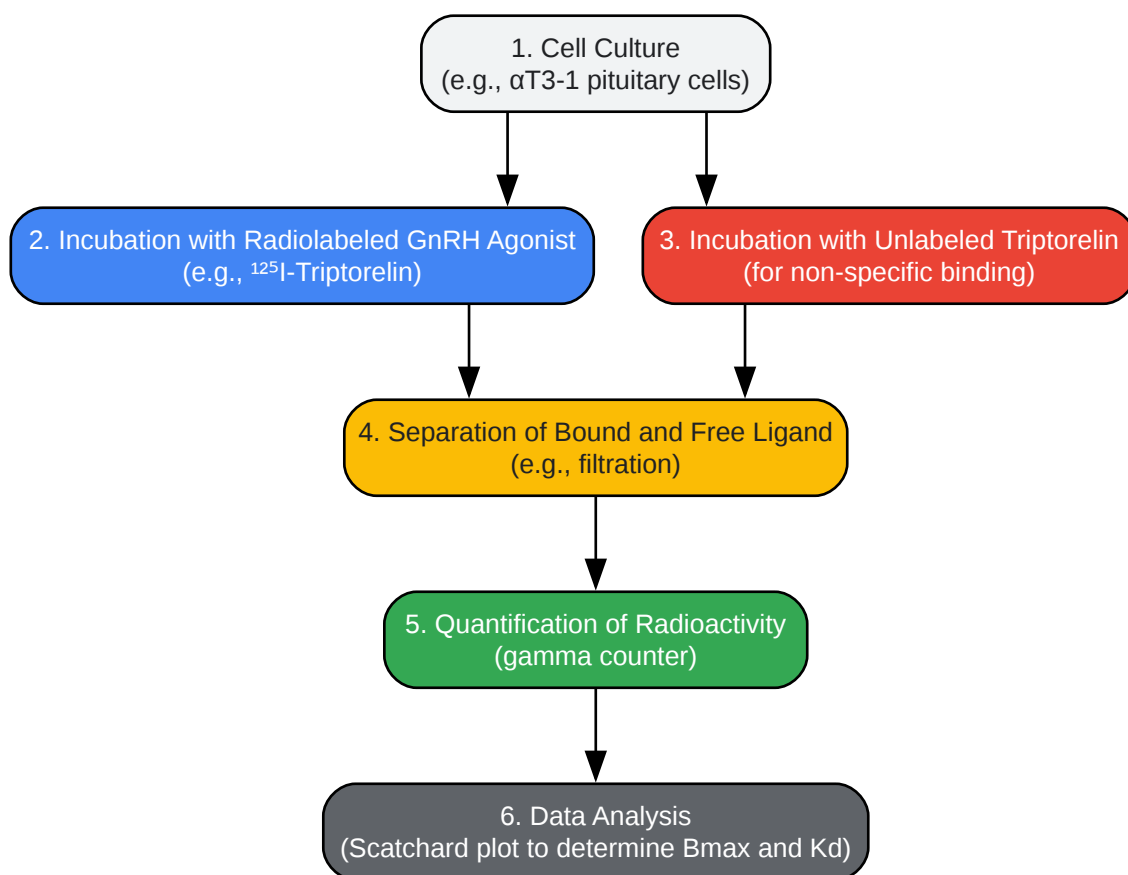 1. Cell Culture
(e.g., αT3-1 pituitary cells)
2. Incubation with Radiolabeled GnRH Agonist
(e.g., ¹²⁵I-Triptorelin)
3. Incubation with Unlabeled Triptorelin
(for non-specific binding)
4. Separation of Bound and Free Ligand
(e.g., filtration)
5. Quantification of Radioactivity
(gamma counter)
6. Data Analysis
(Scatchard plot to determine Bmax and Kd)